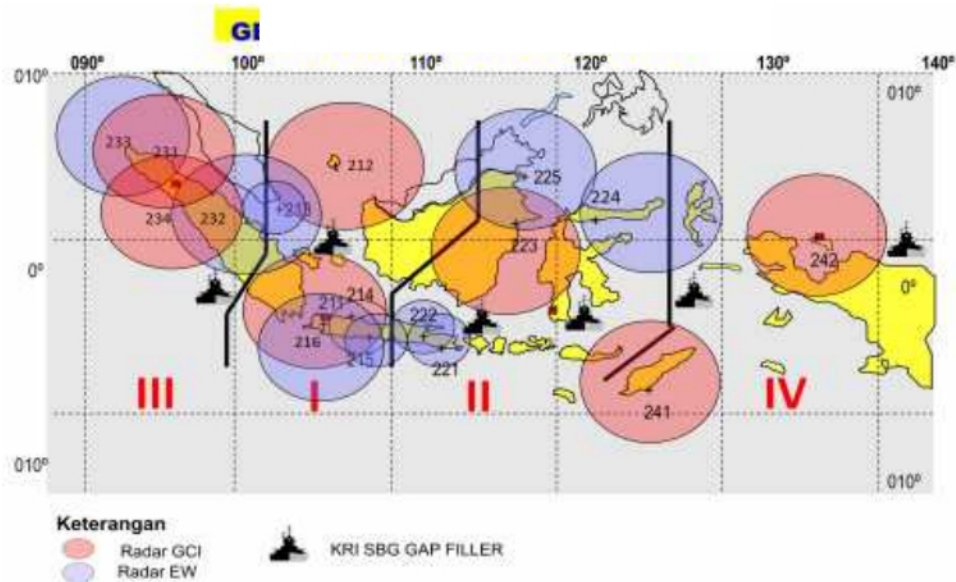 GI
090º 100º 110º 120º 130º 140º
010º 010º
233 231 212
225
234 232 213 224
223
242
0º 0º
211 214
222
216 215 221
III I II IV
241
010º 010º
Keterangan
Radar GCI
Radar EW
KRI SBG GAP FILLER